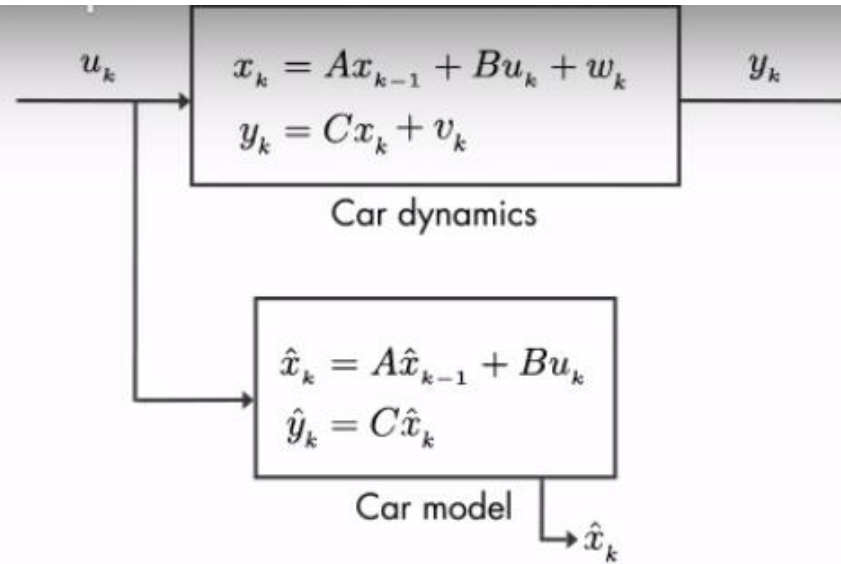 u_k
x_k = Ax_{k-1} + Bu_k + w_k
y_k
y_k = Cx_k + v_k
Car dynamics
x̂_k = Ax̂_{k-1} + Bu_k
ŷ_k = Cx̂_k
Car model
x̂_k